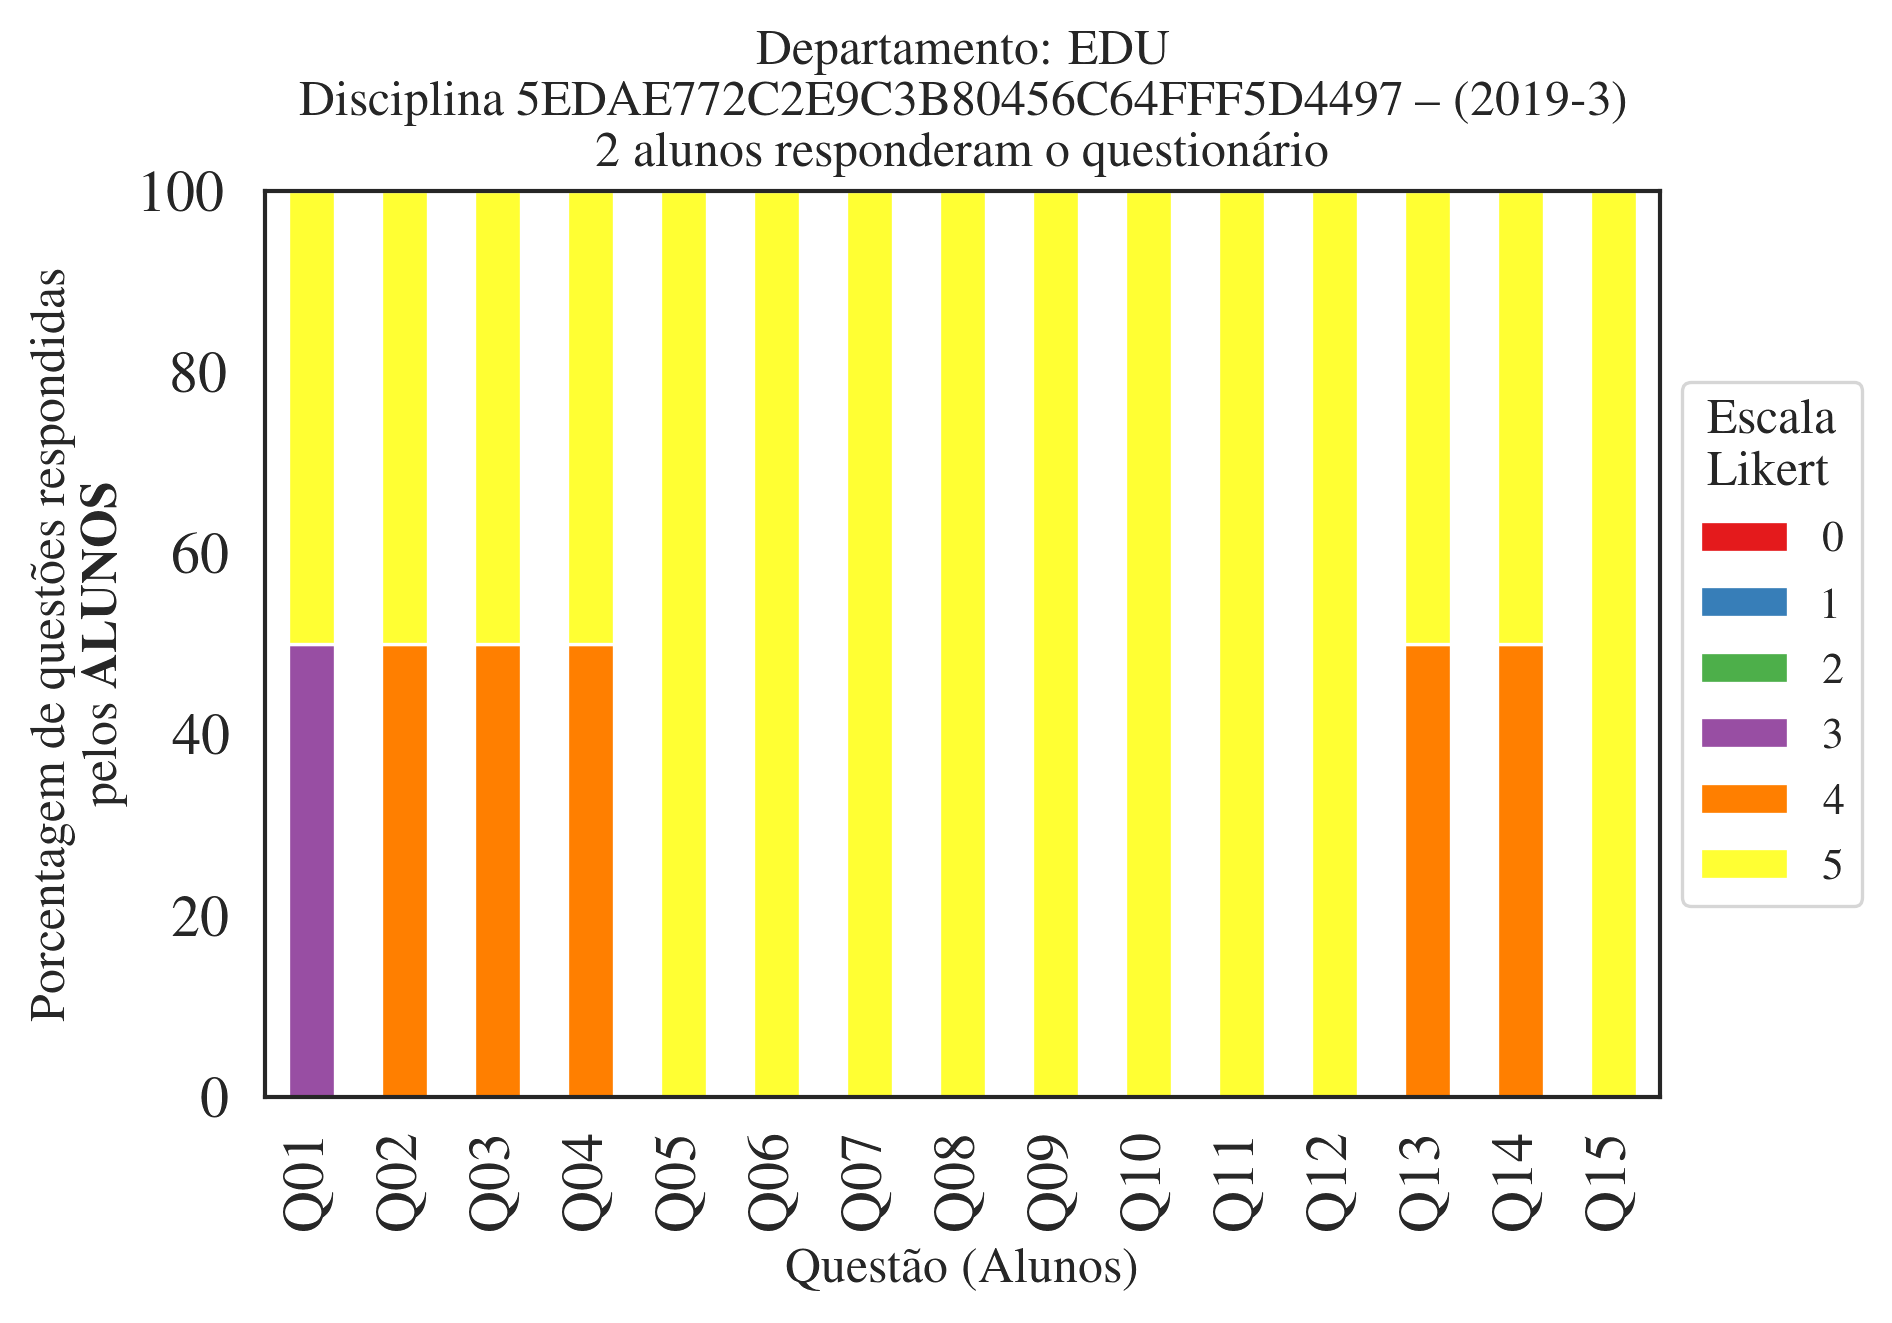 Departamento: EDU
Disciplina 5EDAE772C2E9C3B80456C64FFF5D4497 – (2019-3)
2 alunos responderam o questionário
Porcentagem de questões respondidas
pelos ALUNOS
100
80
60
40
20
0
Q01
Q02
Q03
Q04
Q05
Q06
Q07
Q08
Q09
Q10
Q11
Q12
Q13
Q14
Q15
Questão (Alunos)
Escala
Likert
0
1
2
3
4
5